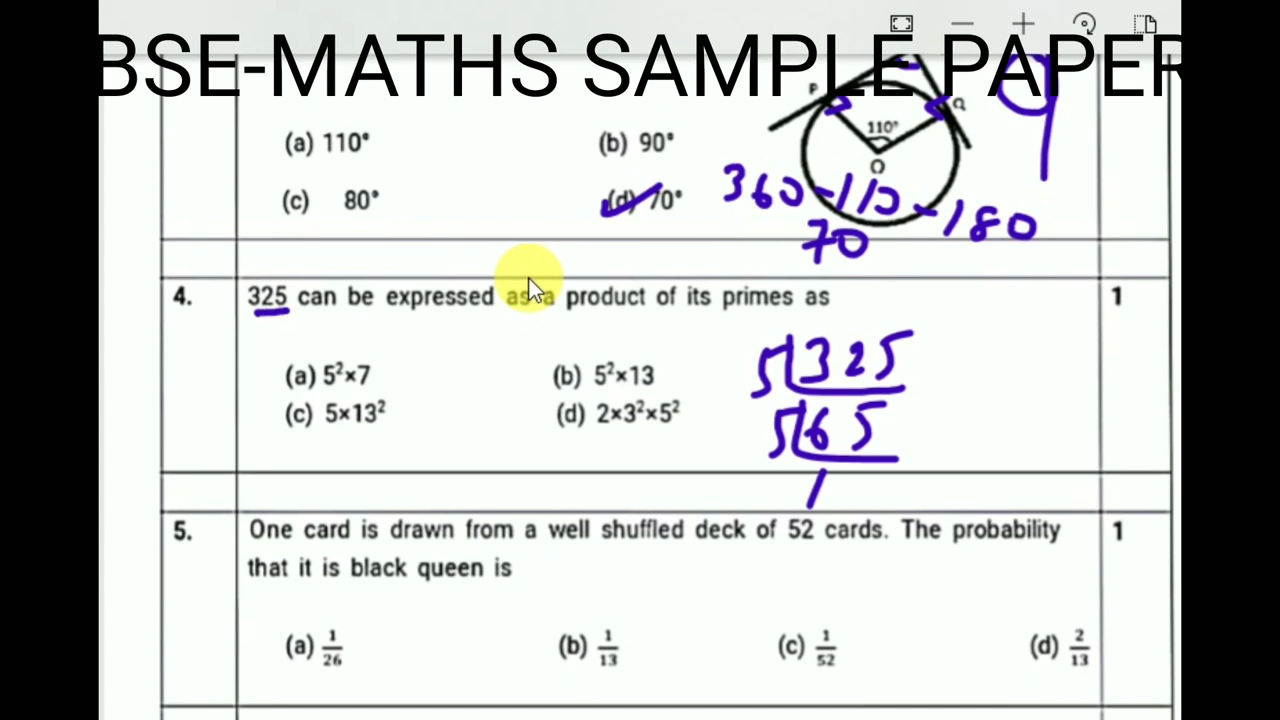 BSE-MATHS SAMPLE PAPER
P
Q
110°
O
(a) 110° (b) 90°
(c) 80° (d) 70°
360-110-180
70
4. 325 can be expressed as a product of its primes as 1
(a) 5²×7 (b) 5²×13
(c) 5×13² (d) 2×3²×5²
5 325
5 65
1
5. One card is drawn from a well shuffled deck of 52 cards. The probability 1
that it is black queen is
(a) 1/26 (b) 1/13 (c) 1/52 (d) 2/13